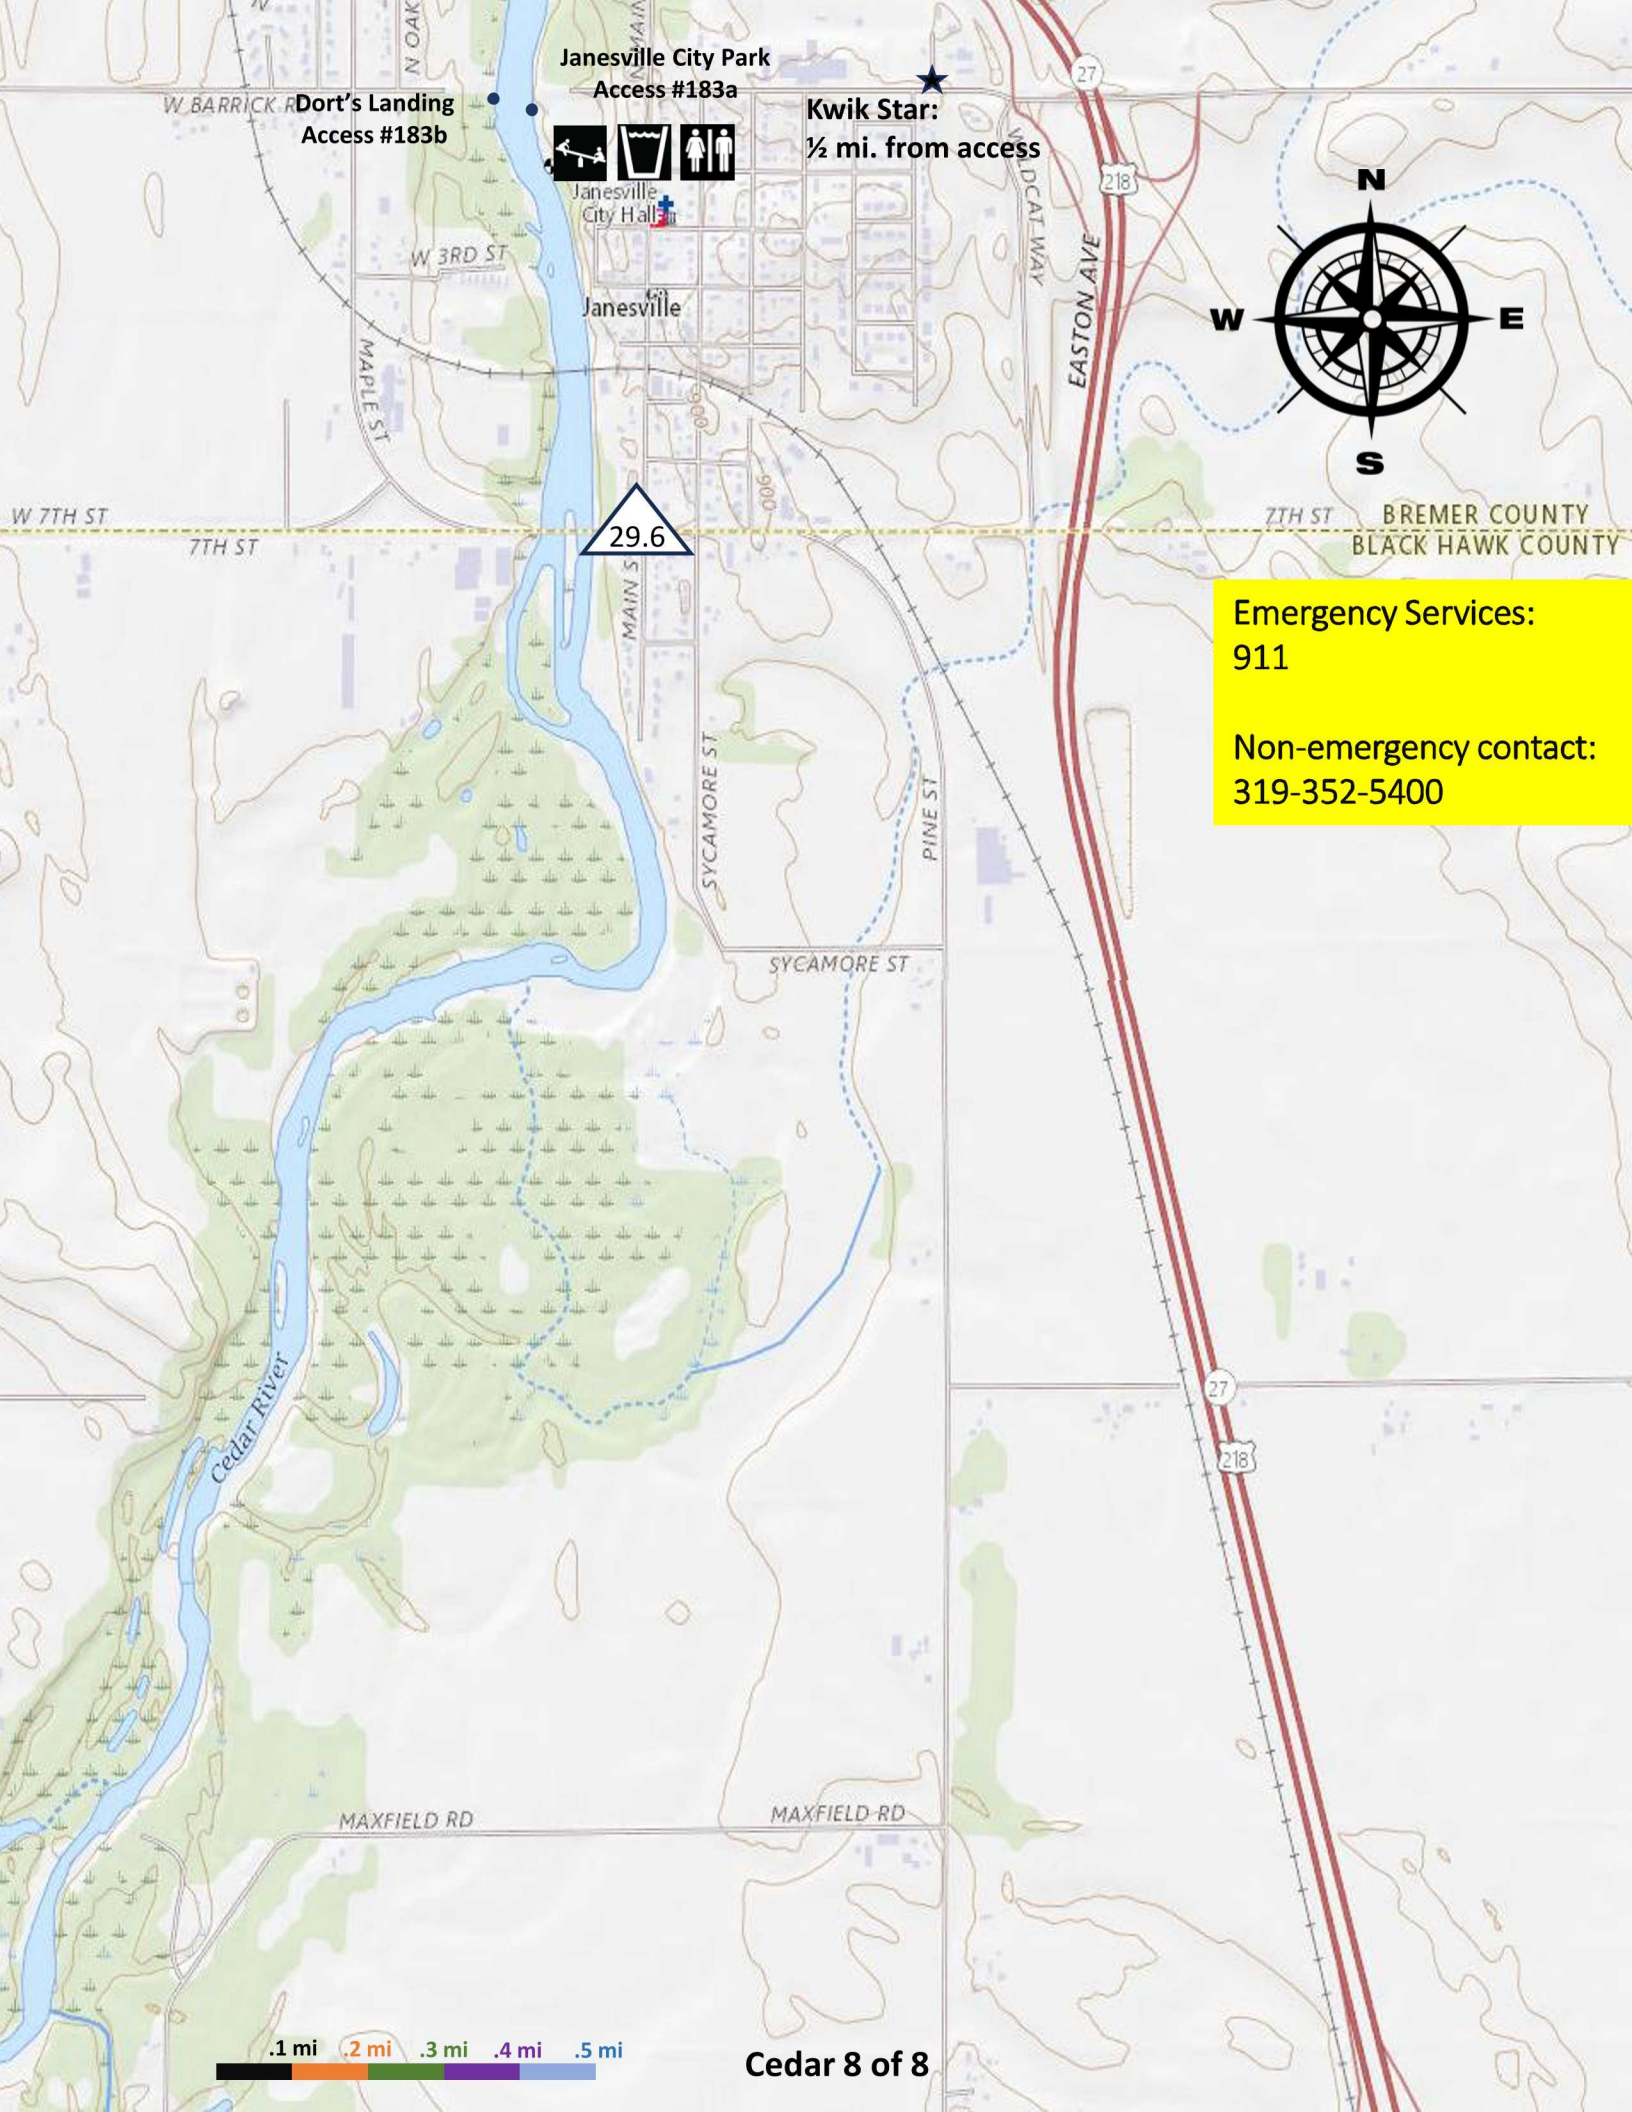 N OAK
N MAIN
Janesville City Park
Access #183a
27
W BARRICK R
Dort's Landing
Access #183b
Kwik Star:
½ mi. from access
WILDCAT WAY
218
N
Janesville
City Hall
W 3RD ST
EASTON AVE
W
E
Janesville
MAPLE ST
900
S
900
W 7TH ST
7TH ST
BREMER COUNTY
29.6
7TH ST
BLACK HAWK COUNTY
MAIN S
Emergency Services:
911
Non-emergency contact:
319-352-5400
SYCAMORE ST
PINE ST
SYCAMORE ST
Cedar River
27
218
MAXFIELD RD
MAXFIELD RD
.1 mi .2 mi .3 mi .4 mi .5 mi
Cedar 8 of 8